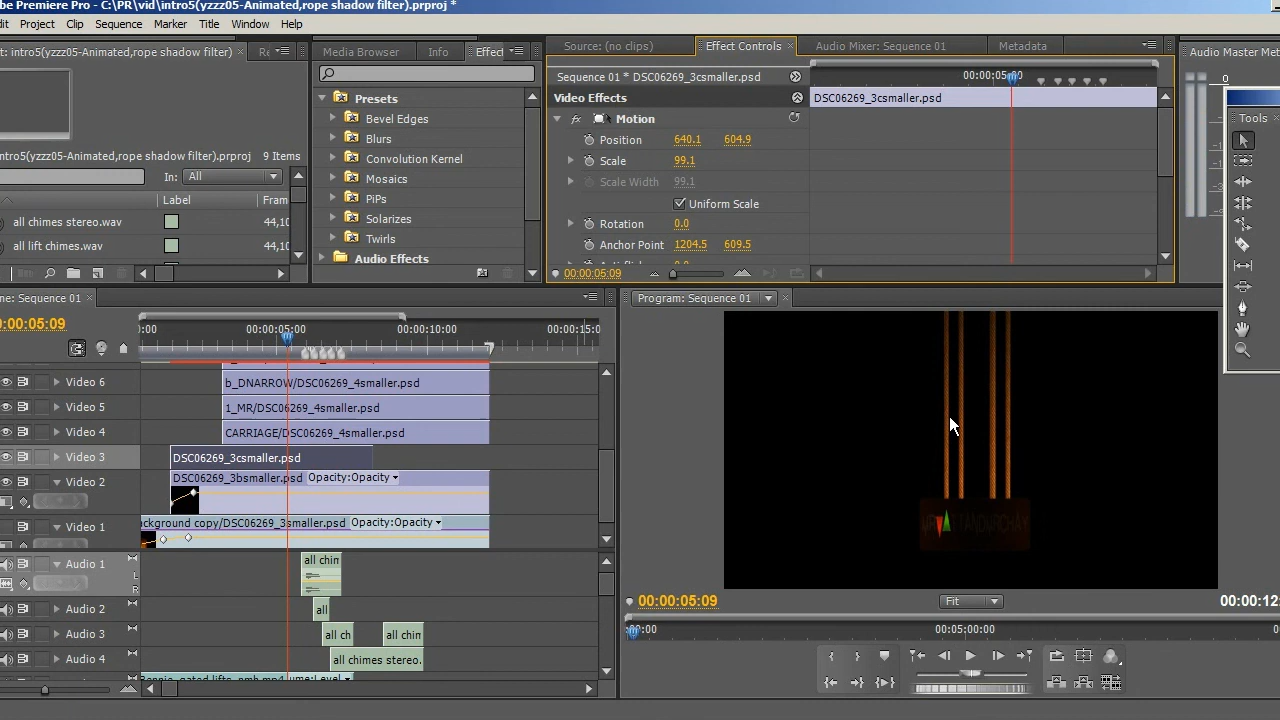 be Premiere Pro - C:\PR\vid\intro5(yzzz05-Animated,rope shadow filter).prproj *
dit Project Clip Sequence Marker Title Window Help
t: intro5(yzzz05-Animated,rope shadow filter) × Re
ntro5(yzzz05-Animated,rope shadow filter).prproj 9 Items
In: All
Label Fram
all chimes stereo.wav 44,10
all lift chimes.wav 44,10
Media Browser Info Effect
Presets
Bevel Edges
Blurs
Convolution Kernel
Mosaics
PiPs
Solarizes
Twirls
Audio Effects
Source: (no clips) Effect Controls × Audio Mixer: Sequence 01 Metadata
Sequence 01 * DSC06269_3csmaller.psd
00:00:05:00
Video Effects
DSC06269_3csmaller.psd
fx Motion
Position 640.1 604.9
Scale 99.1
Scale Width 99.1
Uniform Scale
Rotation 0.0
Anchor Point 1204.5 609.5
00:00:05:09
Audio Master Met
0
Tools
ne: Sequence 01 ×
0:00:05:09
:00:00 00:00:05:00 00:00:10:00 00:00:15:0
Video 6 b_DNARROW/DSC06269_4smaller.psd
Video 5 1_MR/DSC06269_4smaller.psd
Video 4 CARRIAGE/DSC06269_4smaller.psd
Video 3 DSC06269_3csmaller.psd
Video 2 DSC06269_3bsmaller.psd Opacity:Opacity
Video 1 ackground copy/DSC06269_3smaller.psd Opacity:Opacity
Audio 1 all chim
L
R
Audio 2 all
Audio 3 all ch all chim
Audio 4 all chimes stereo.
Program: Sequence 01 ×
00:00:05:09 Fit 00:00:12:
:00:00 00:05:00:00